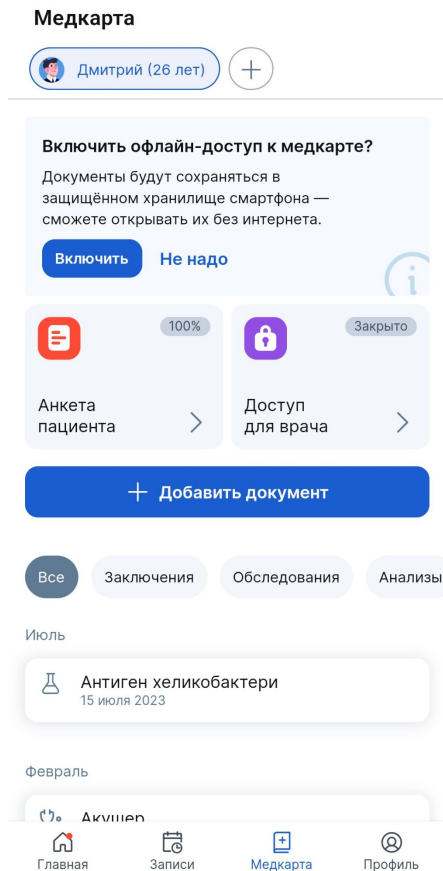 Медкарта
Дмитрий (26 лет)
Включить офлайн-доступ к медкарте?
Документы будут сохраняться в
защищённом хранилище смартфона —
сможете открывать их без интернета.
Включить
Не надо
100%
Анкета
пациента
Закрыто
Доступ
для врача
Добавить документ
Все
Заключения
Обследования
Анализы
Июль
Антиген хеликобактери
15 июля 2023
Февраль
Акушер
Главная
Записи
Медкарта
Профиль